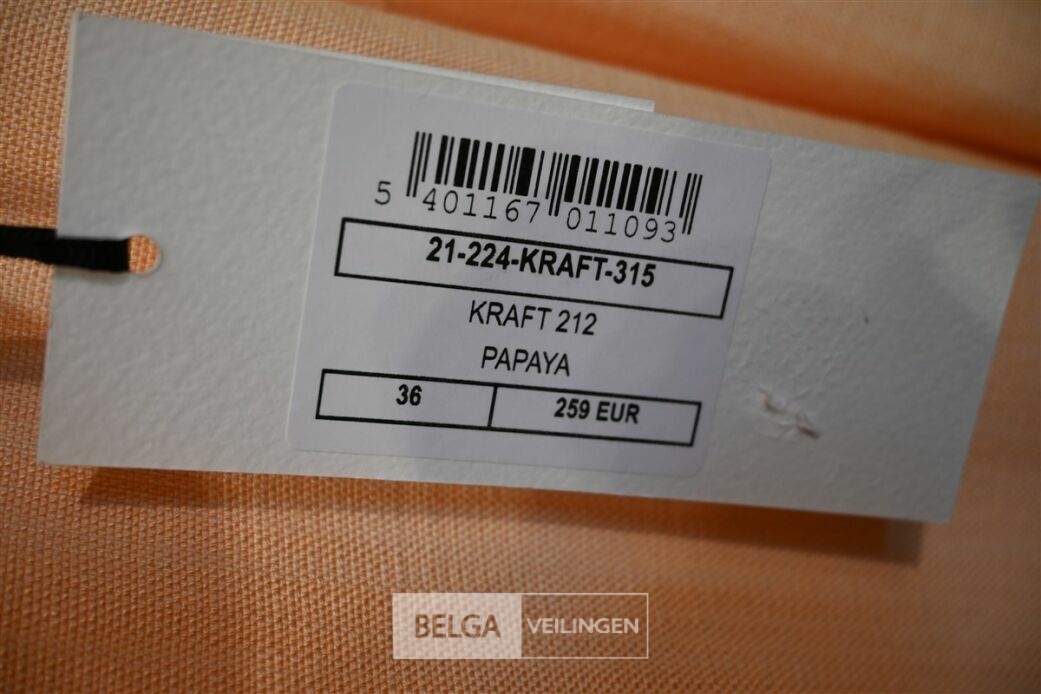 5 401167 011093
21-224-KRAFT-315
KRAFT 212
PAPAYA
36 259 EUR
BELGA VEILINGEN